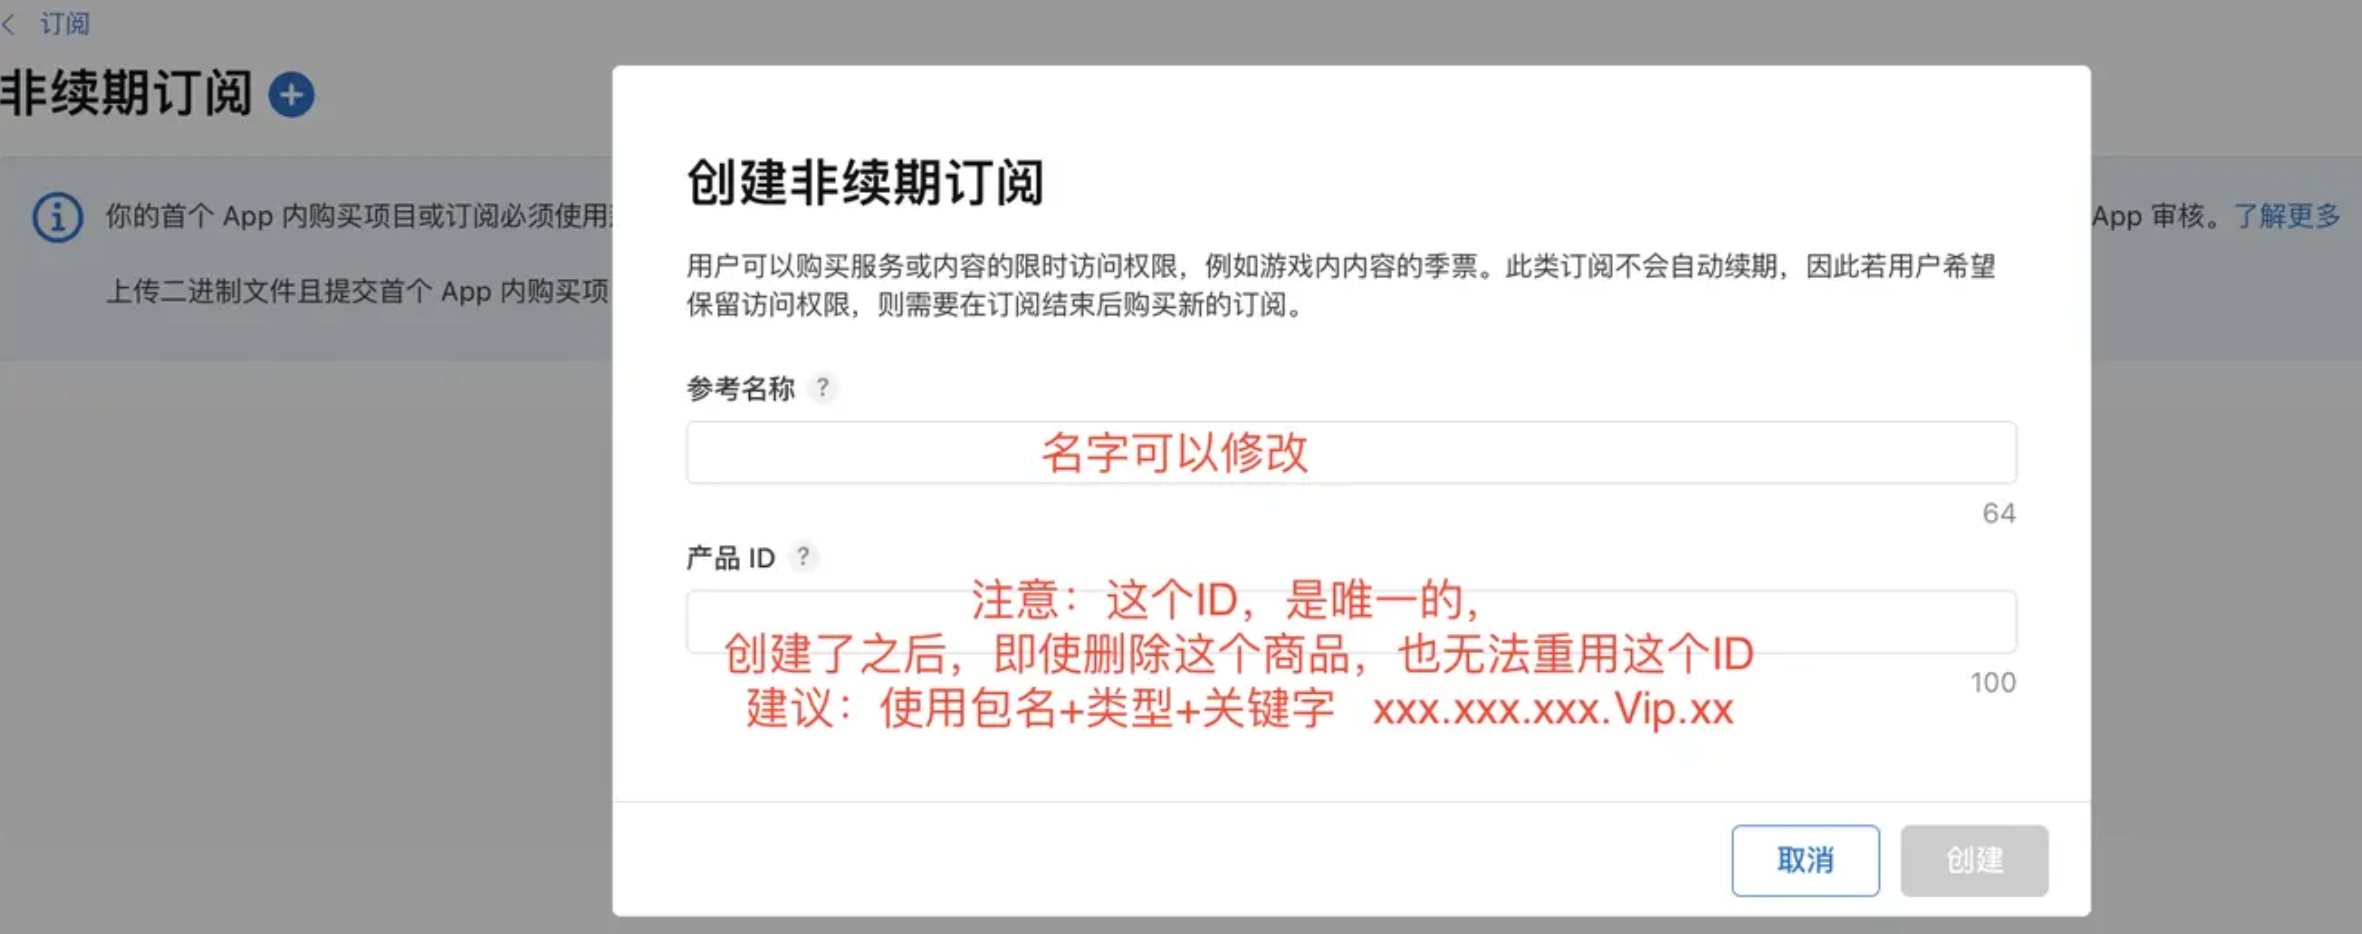 订阅
非续期订阅
你的首个 App 内购买项目或订阅必须使用
App 审核。了解更多
上传二进制文件且提交首个 App 内购买项
创建非续期订阅
用户可以购买服务或内容的限时访问权限，例如游戏内内容的季票。此类订阅不会自动续期，因此若用户希望
保留访问权限，则需要在订阅结束后购买新的订阅。
参考名称 ?
名字可以修改
64
产品 ID ?
注意：这个ID，是唯一的，
创建了之后，即使删除这个商品，也无法重用这个ID
建议：使用包名+类型+关键字 xxx.xxx.xxx.Vip.xx
100
取消
创建